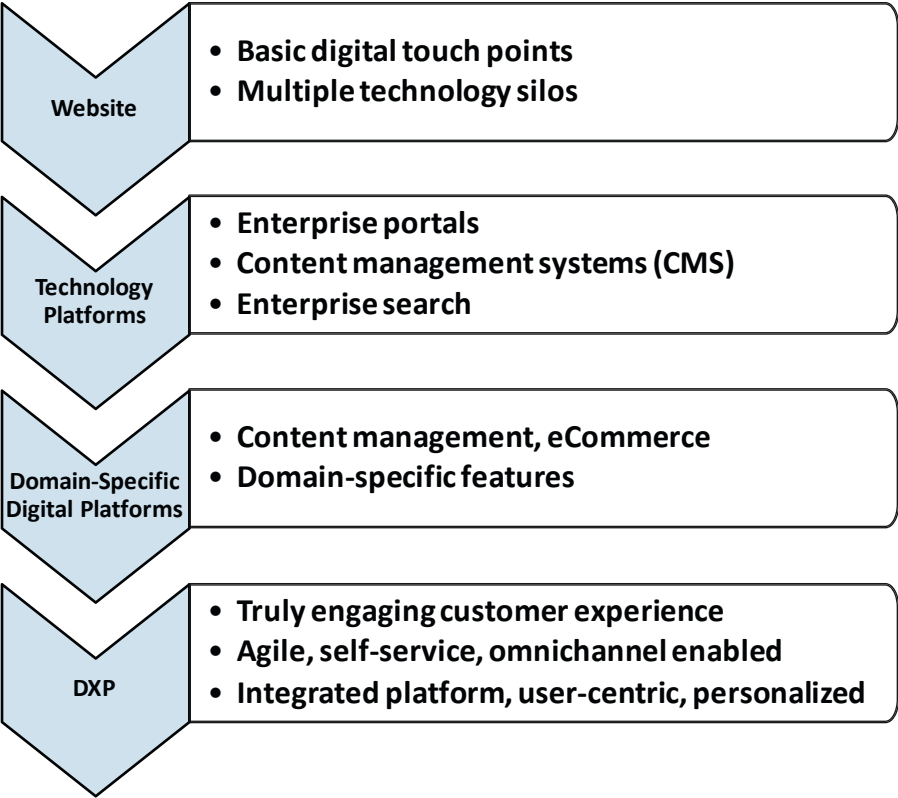 Website
• Basic digital touch points
• Multiple technology silos
Technology
Platforms
• Enterprise portals
• Content management systems (CMS)
• Enterprise search
Domain-Specific
Digital Platforms
• Content management, eCommerce
• Domain-specific features
DXP
• Truly engaging customer experience
• Agile, self-service, omnichannel enabled
• Integrated platform, user-centric, personalized